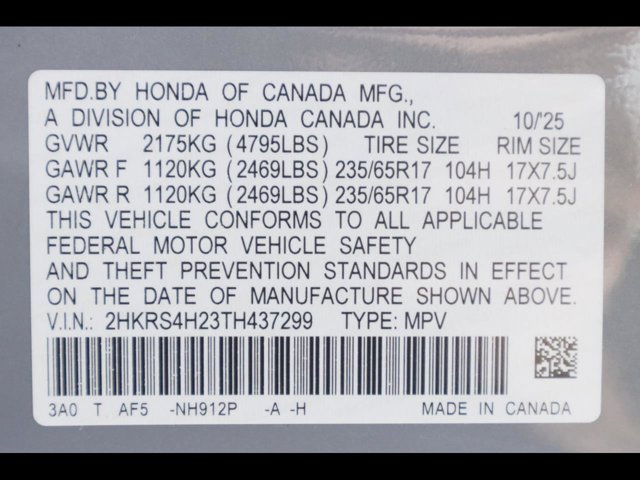 MFD.BY HONDA OF CANADA MFG.,
A DIVISION OF HONDA CANADA INC. 10/'25
GVWR 2175KG (4795LBS) TIRE SIZE RIM SIZE
GAWR F 1120KG (2469LBS) 235/65R17 104H 17X7.5J
GAWR R 1120KG (2469LBS) 235/65R17 104H 17X7.5J
THIS VEHICLE CONFORMS TO ALL APPLICABLE
FEDERAL MOTOR VEHICLE SAFETY
AND THEFT PREVENTION STANDARDS IN EFFECT
ON THE DATE OF MANUFACTURE SHOWN ABOVE.
V.I.N.: 2HKRS4H23TH437299 TYPE: MPV
3A0 T AF5 -NH912P -A -H MADE IN CANADA